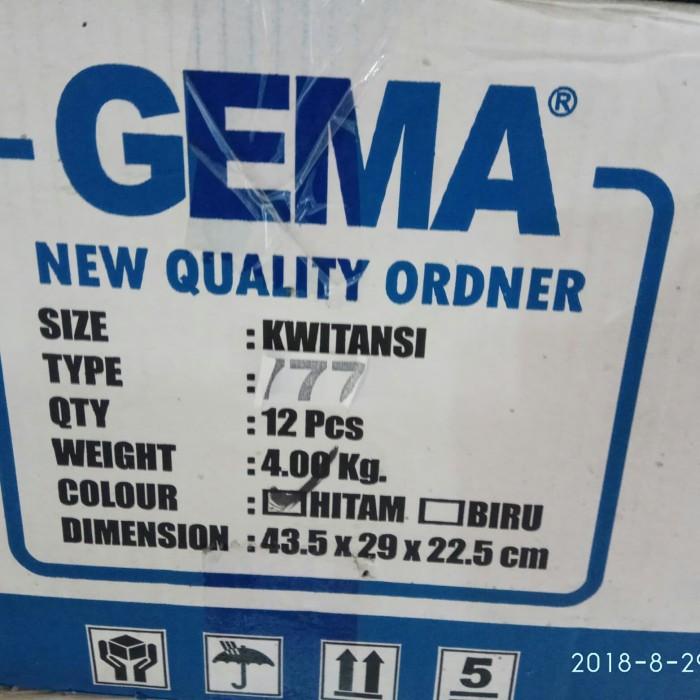 GEMA®
NEW QUALITY ORDNER
SIZE : KWITANSI
TYPE : 777
QTY : 12 Pcs
WEIGHT : 4.00 Kg.
COLOUR : HITAM BIRU
DIMENSION : 43.5 x 29 x 22.5 cm
5
2018-8-29